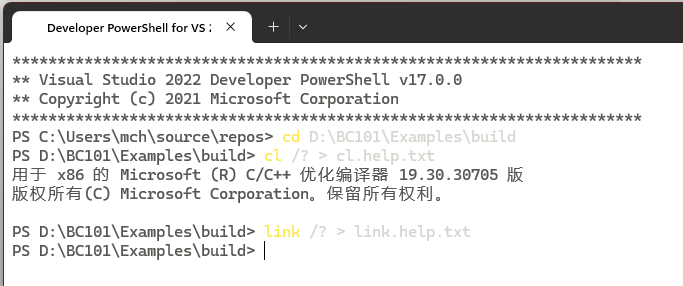 Developer PowerShell for VS 2
**********************************************************************
** Visual Studio 2022 Developer PowerShell v17.0.0
** Copyright (c) 2021 Microsoft Corporation
**********************************************************************
PS C:\Users\mch\source\repos> cd D:\BC101\Examples\build
PS D:\BC101\Examples\build> cl /? > cl.help.txt
用于 x86 的 Microsoft (R) C/C++ 优化编译器 19.30.30705 版
版权所有(C) Microsoft Corporation。保留所有权利。
PS D:\BC101\Examples\build> link /? > link.help.txt
PS D:\BC101\Examples\build>